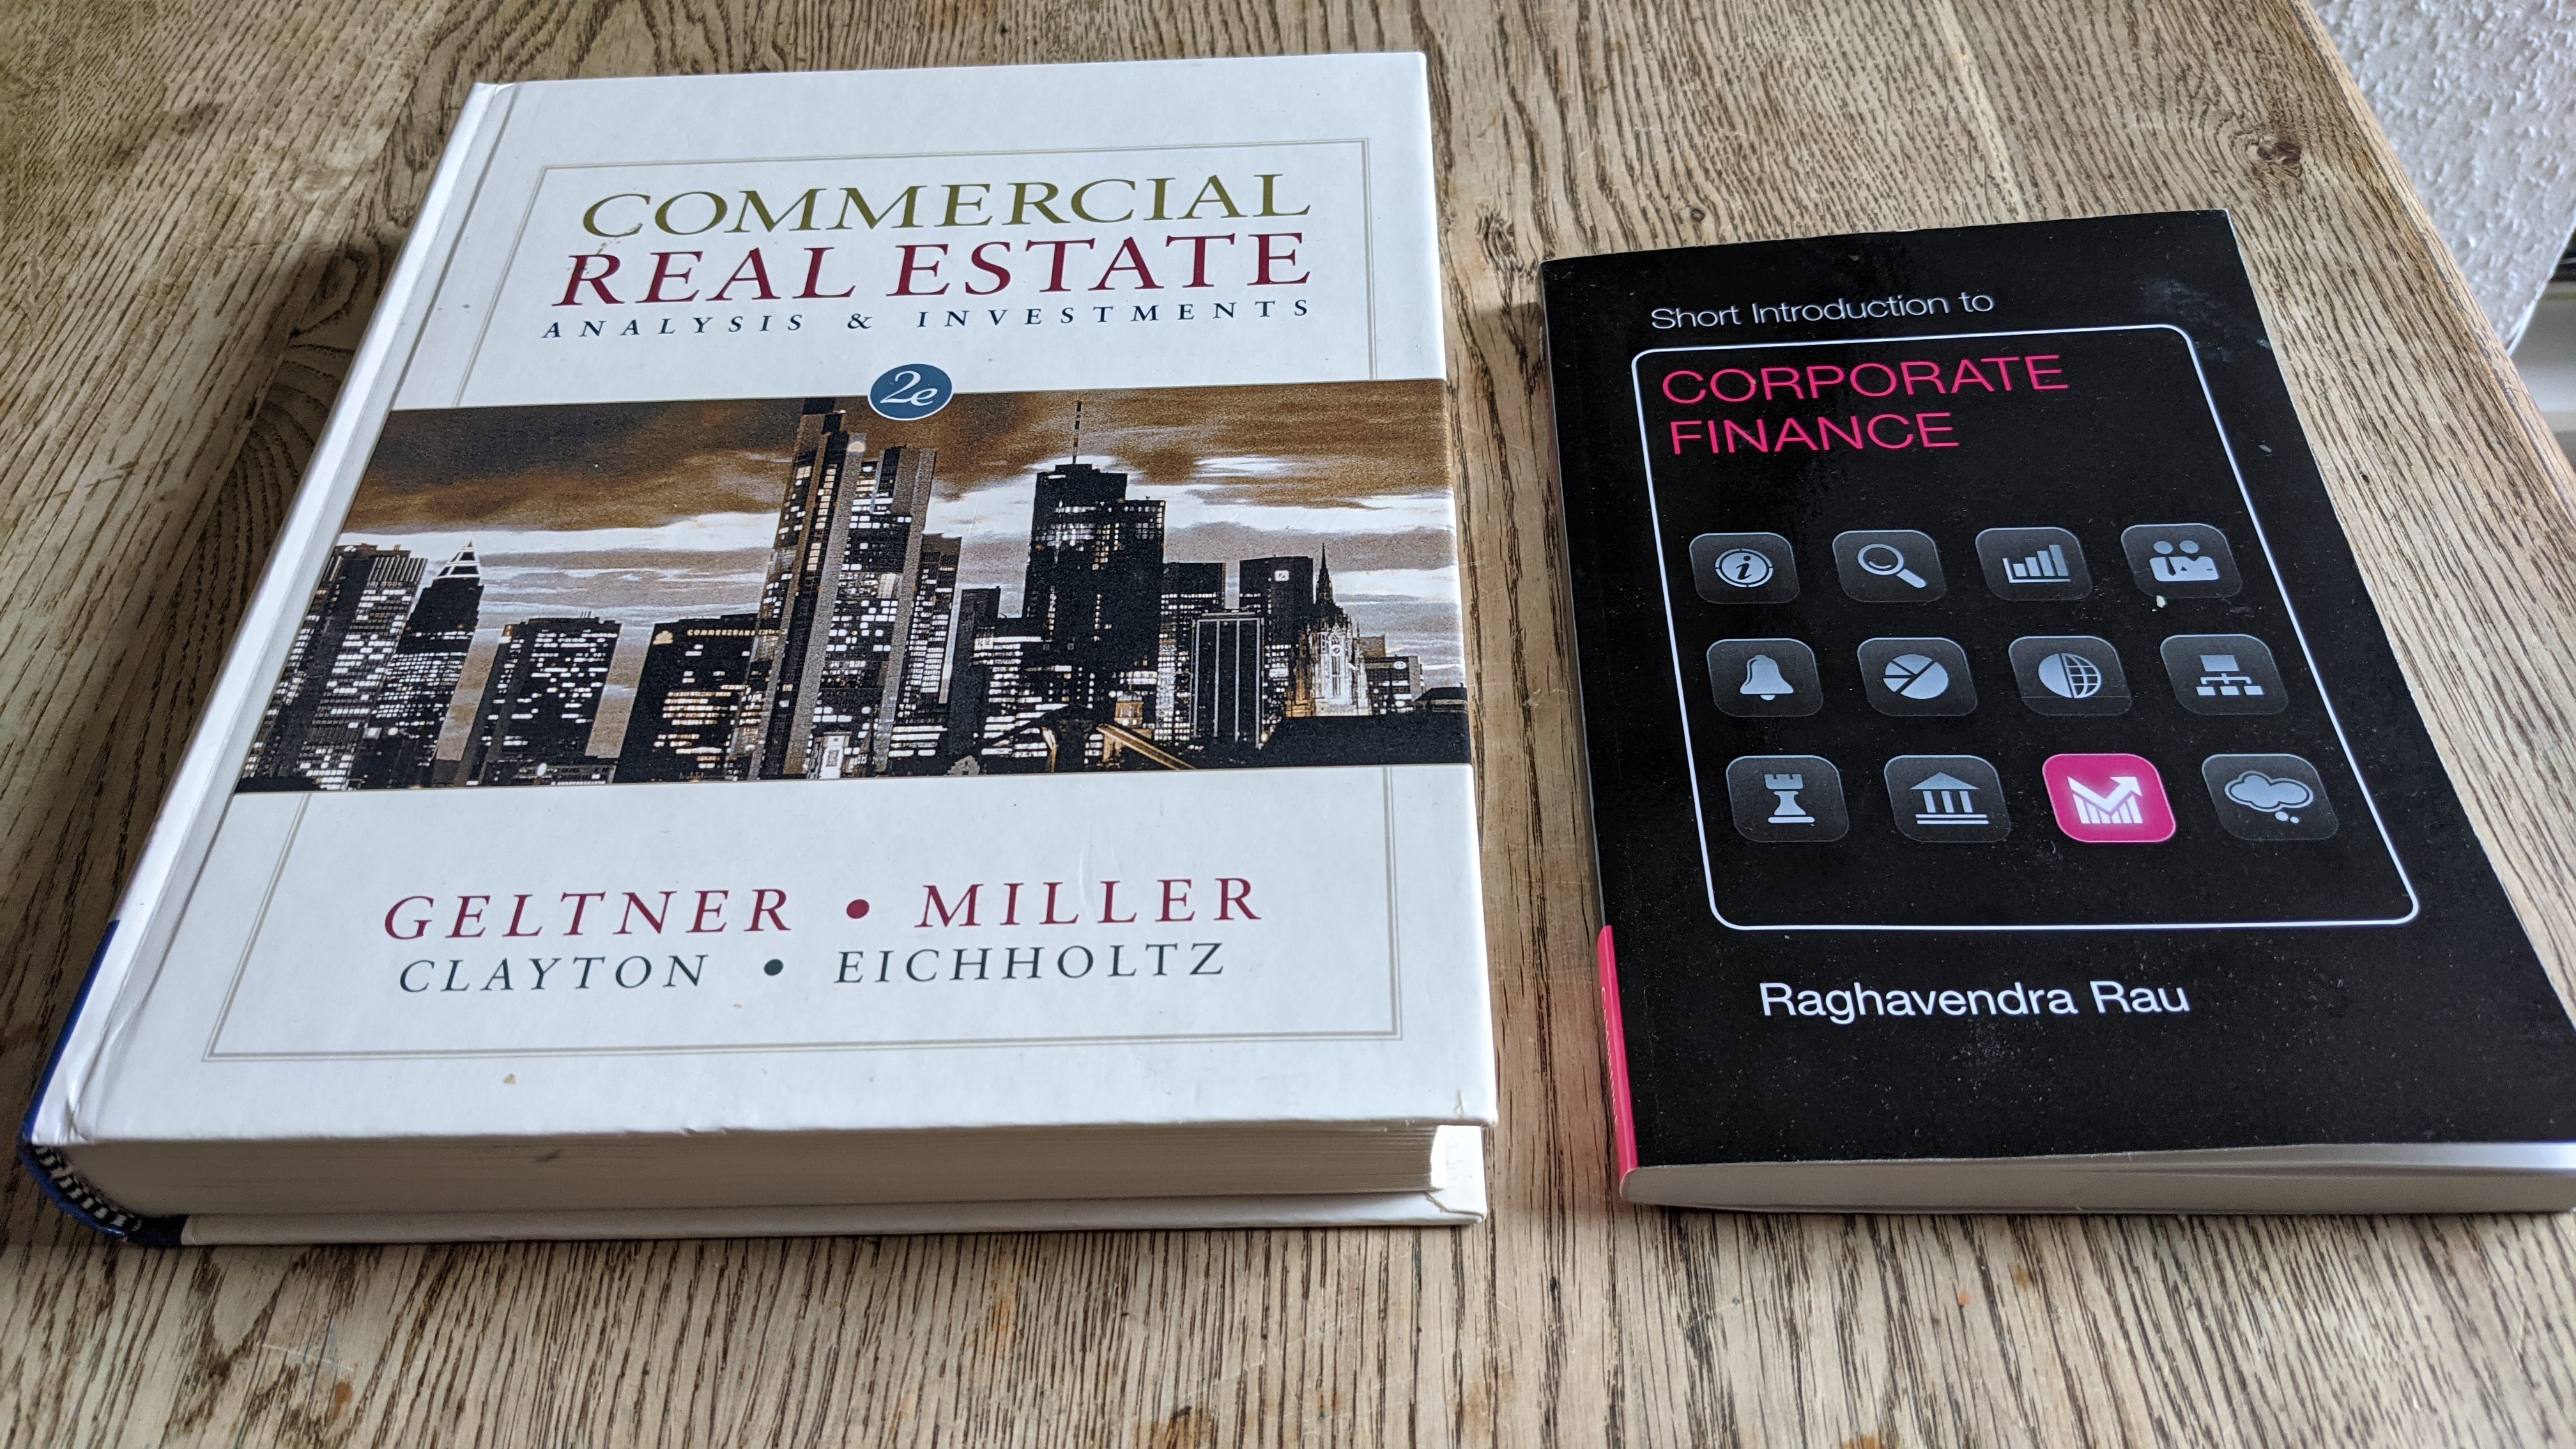 COMMERCIAL
REAL ESTATE
ANALYSIS & INVESTMENTS
2e
GELTNER • MILLER
CLAYTON • EICHHOLTZ
Short Introduction to
CORPORATE
FINANCE
i
Raghavendra Rau